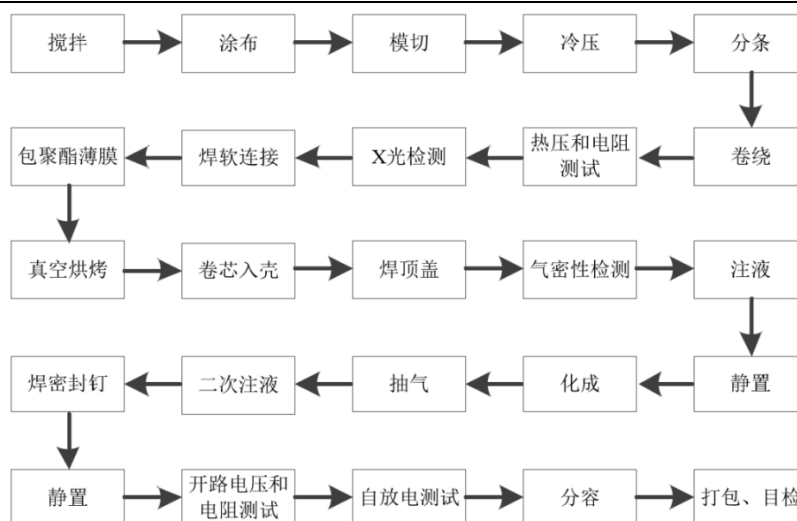 搅拌
涂布
模切
冷压
分条
包聚酯薄膜
焊软连接
X光检测
热压和电阻
测试
卷绕
真空烘烤
卷芯入壳
焊顶盖
气密性检测
注液
焊密封钉
二次注液
抽气
化成
静置
静置
开路电压和
电阻测试
自放电测试
分容
打包、目检